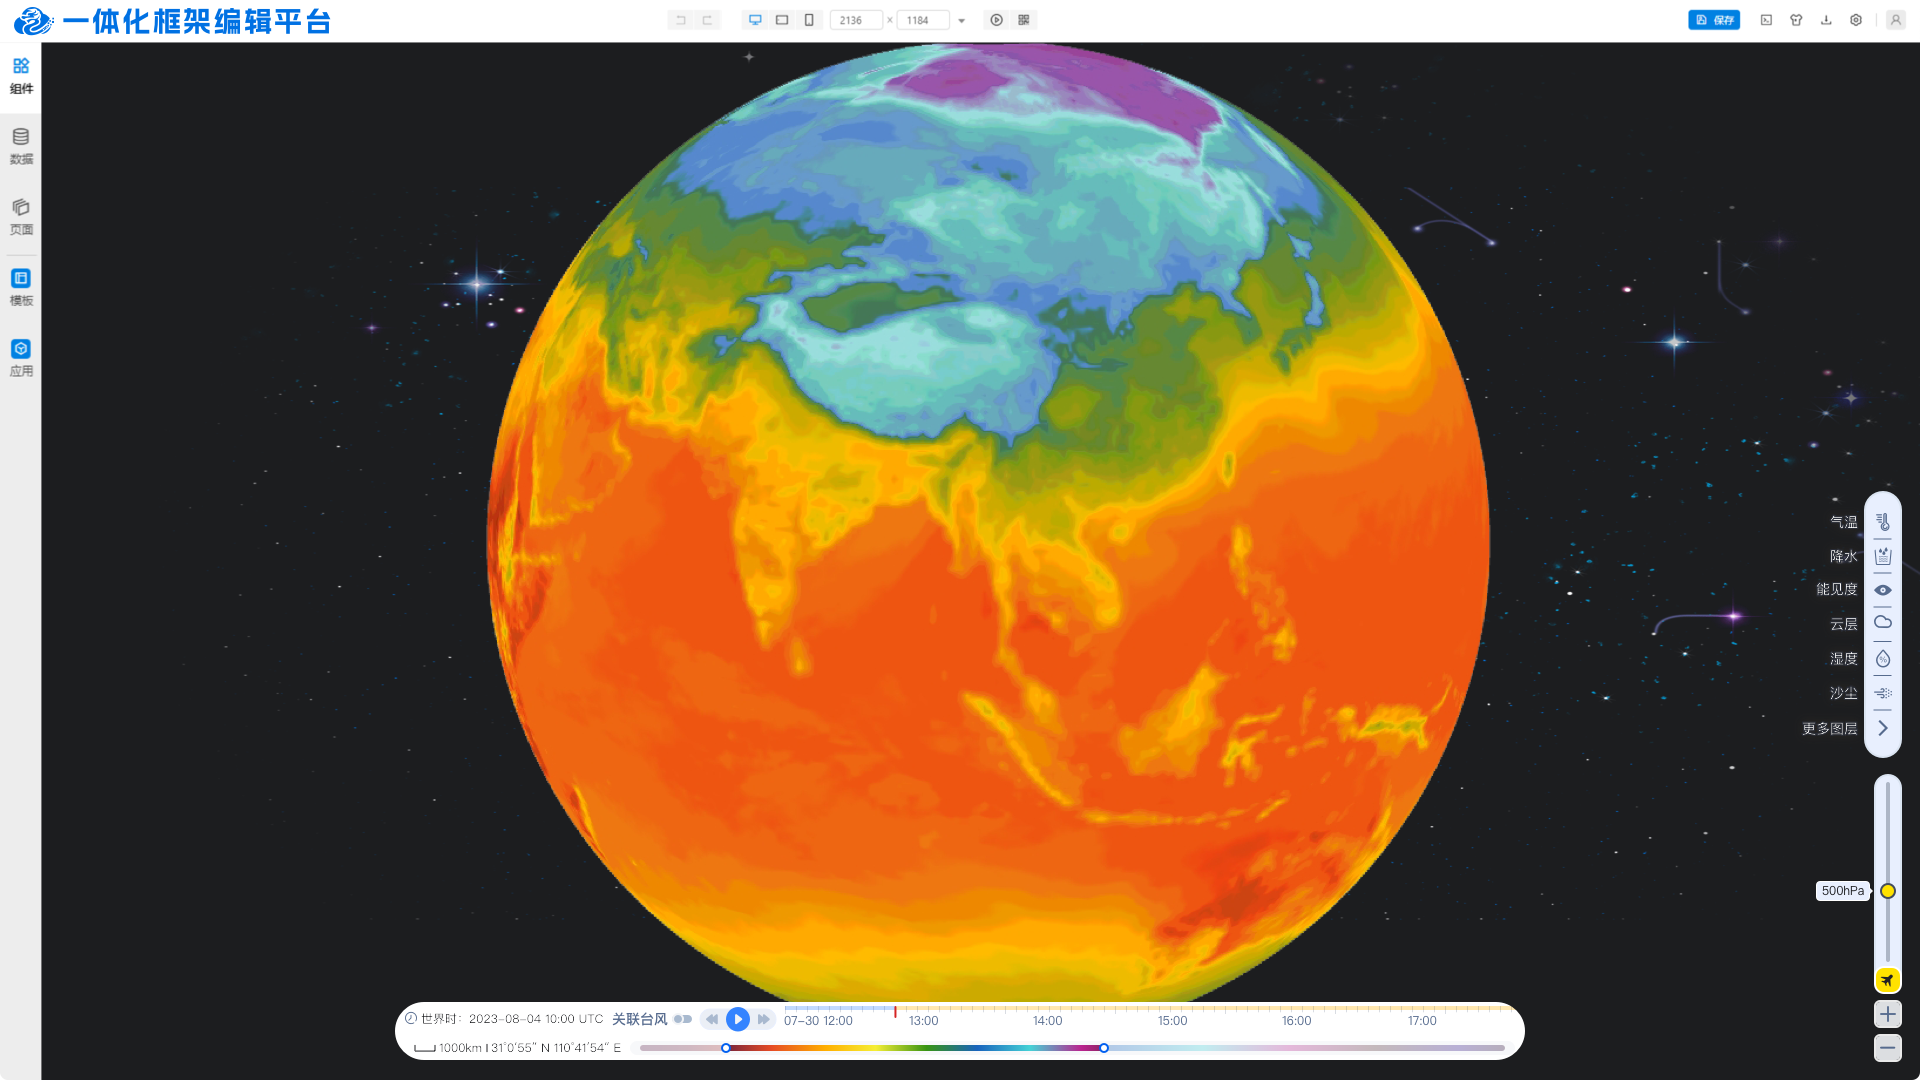 一体化框架编辑平台
2136 × 1184
保存
组件
数据
页面
模板
应用
气温
降水
能见度
云层
湿度
沙尘
更多图层
500hPa
世界时: 2023-08-04 10:00 UTC 关联台风
07-30 12:00 13:00 14:00 15:00 16:00 17:00
1000km | 31°0′55″ N 110°41′54″ E